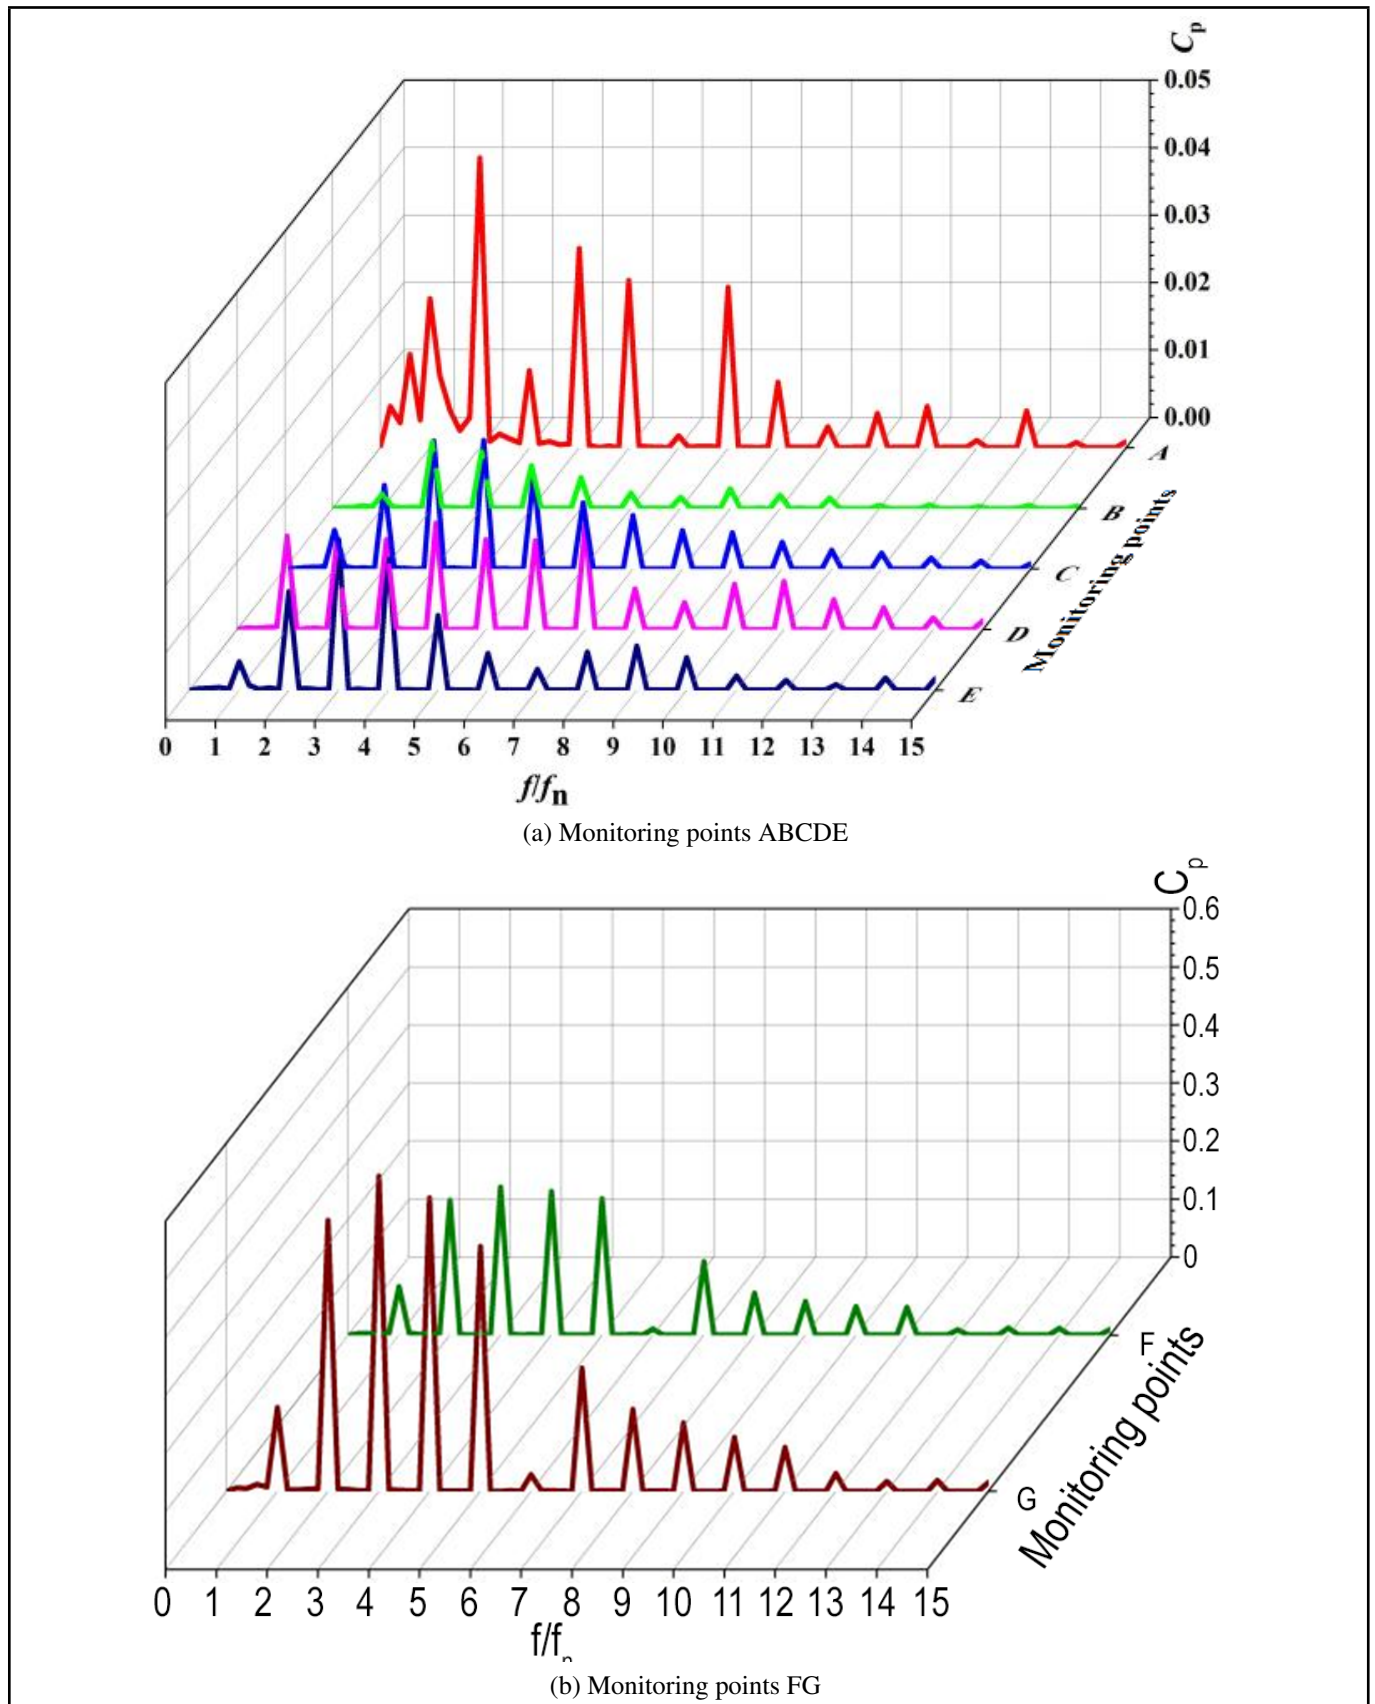 Cp
0.05
0.04
0.03
0.02
0.01
0.00
A
B
C
D
E
Monitoring points
0 1 2 3 4 5 6 7 8 9 10 11 12 13 14 15
f/fn
(a) Monitoring points ABCDE
Cp
0.6
0.5
0.4
0.3
0.2
0.1
0
F
G
Monitoring points
0 1 2 3 4 5 6 7 8 9 10 11 12 13 14 15
f/fn
(b) Monitoring points FG